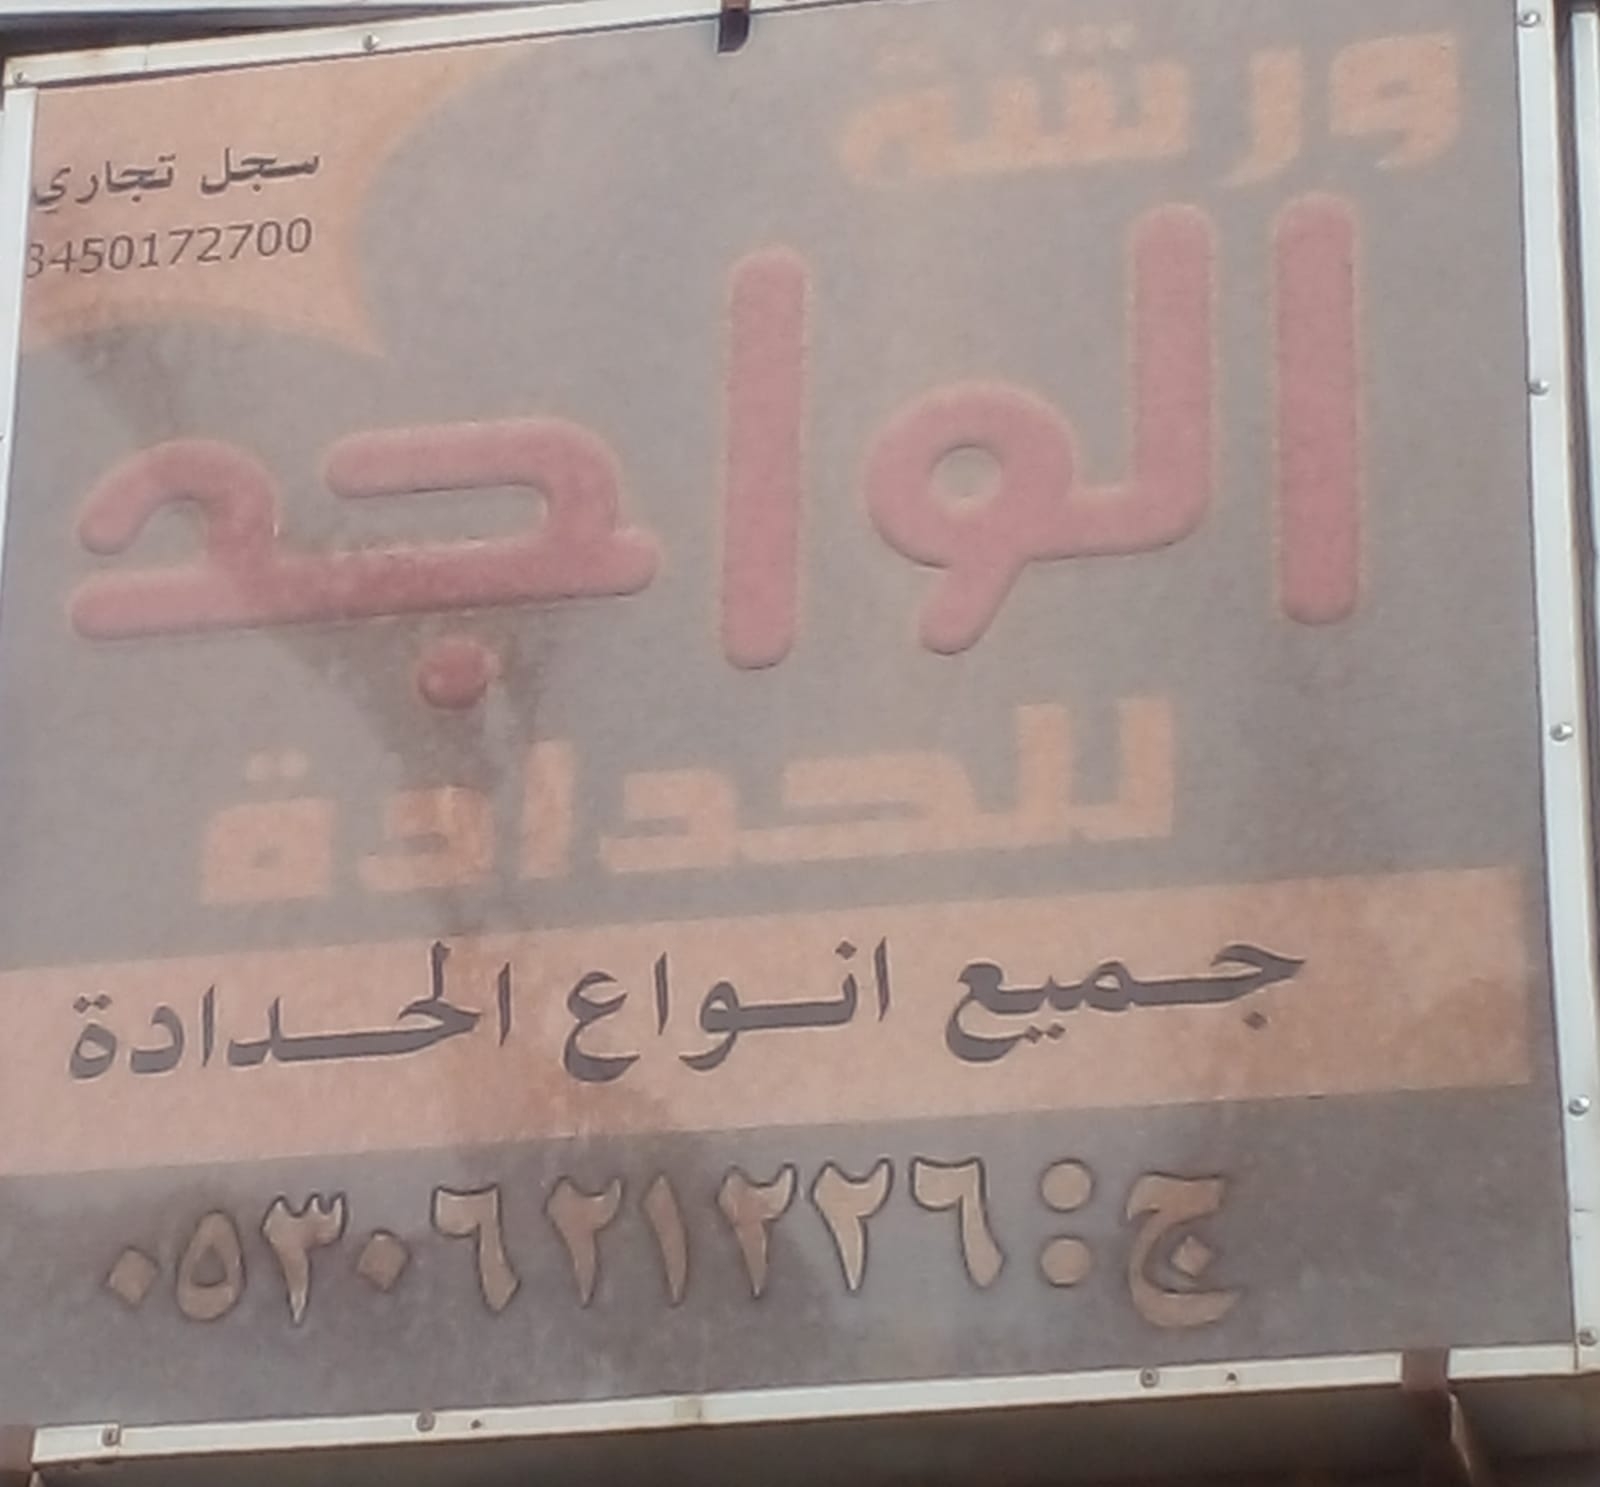 ورشة
سجل تجاري
3450172700
الواجد
للحدادة
جميع انواع الحدادة
ج: ٠٥٣٠٦٢١٢٢٦